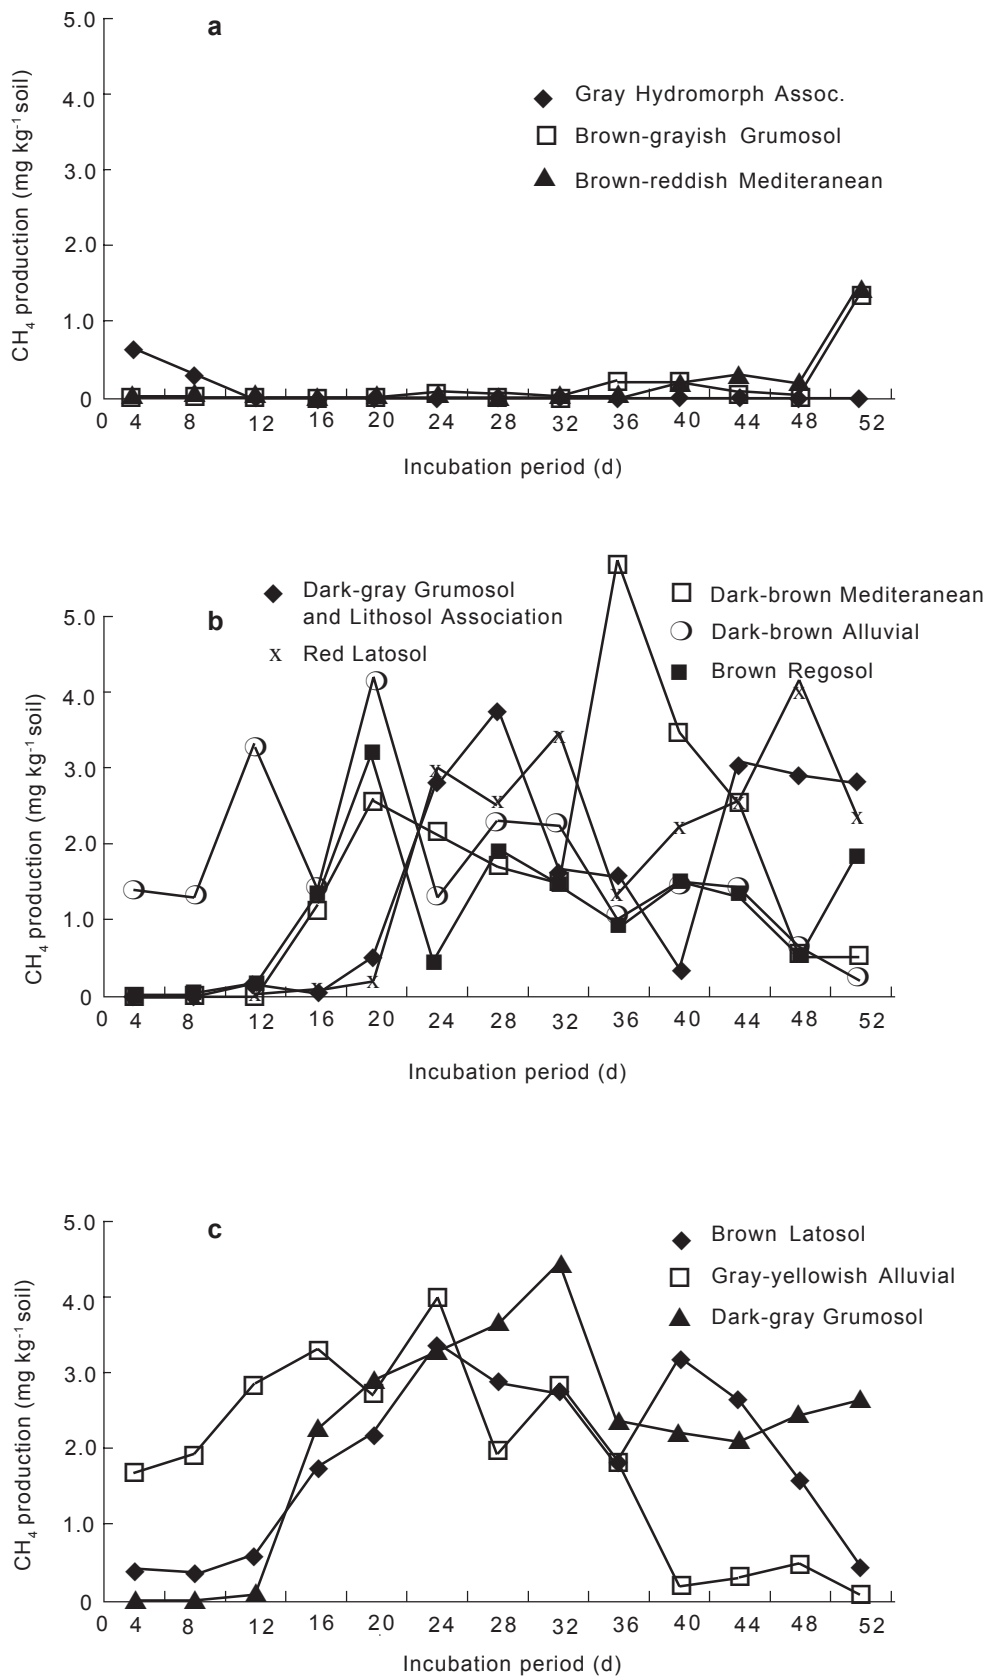 a
5.0
4.0
3.0
2.0
1.0
0
CH₄ production (mg kg⁻¹ soil)
Gray Hydromorph Assoc.
Brown-grayish Grumosol
Brown-reddish Mediteranean
0 4 8 12 16 20 24 28 32 36 40 44 48 52
Incubation period (d)
b
Dark-gray Grumosol
and Lithosol Association
x Red Latosol
Dark-brown Mediteranean
Dark-brown Alluvial
Brown Regosol
5.0
4.0
3.0
2.0
1.0
0
CH₄ production (mg kg⁻¹ soil)
0 4 8 12 16 20 24 28 32 36 40 44 48 52
Incubation period (d)
c
5.0
4.0
3.0
2.0
1.0
0
CH₄ production (mg kg⁻¹ soil)
Brown Latosol
Gray-yellowish Alluvial
Dark-gray Grumosol
0 4 8 12 16 20 24 28 32 36 40 44 48 52
Incubation period (d)